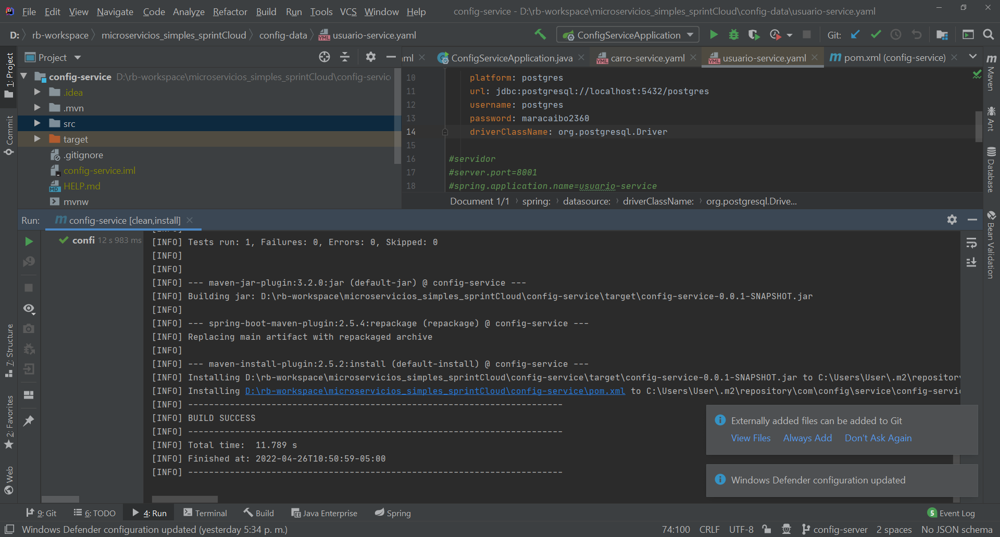 File Edit View Navigate Code Analyze Refactor Build Run Tools VCS Window Help config-service - D:\rb-workspace\microservicios_simples_sprintCloud\config-data\usuario-service.yaml
D: rb-workspace microservicios_simples_sprintCloud config-data usuario-service.yaml ConfigServiceApplication Git:
Project
ml ConfigServiceApplication.java carro-service.yaml usuario-service.yaml pom.xml (config-service)
config-service D:\rb-workspace\microservicios_simples_sprintCloud\config-service
.idea
.mvn
src
target
.gitignore
config-service.iml
HELP.md
mvnw
10 platform: postgres
11 url: jdbc:postgresql://localhost:5432/postgres
12 username: postgres
13 password: maracaibo2360
14 driverClassName: org.postgresql.Driver
15
16 #servidor
17 #server.port=8001
18 #spring.application.name=usuario-service
Document 1/1 spring: datasource: driverClassName: org.postgresql.Drive...
1: Project
Commit
7: Structure
2: Favorites
Web
Maven
Ant
Database
Bean Validation
Run: config-service [clean,install]
confi 12 s 983 ms
[INFO] Tests run: 1, Failures: 0, Errors: 0, Skipped: 0
[INFO]
[INFO]
[INFO] --- maven-jar-plugin:3.2.0:jar (default-jar) @ config-service ---
[INFO] Building jar: D:\rb-workspace\microservicios_simples_sprintCloud\config-service\target\config-service-0.0.1-SNAPSHOT.jar
[INFO]
[INFO] --- spring-boot-maven-plugin:2.5.4:repackage (repackage) @ config-service ---
[INFO] Replacing main artifact with repackaged archive
[INFO]
[INFO] --- maven-install-plugin:2.5.2:install (default-install) @ config-service ---
[INFO] Installing D:\rb-workspace\microservicios_simples_sprintCloud\config-service\target\config-service-0.0.1-SNAPSHOT.jar to C:\Users\User\.m2\repository
[INFO] Installing D:\rb-workspace\microservicios_simples_sprintCloud\config-service\pom.xml to C:\Users\User\.m2\repository\com\config\service\config-servi
[INFO] ------------------------------------------------------------------------
[INFO] BUILD SUCCESS
[INFO] ------------------------------------------------------------------------
[INFO] Total time:  11.789 s
[INFO] Finished at: 2022-04-26T10:50:59-05:00
[INFO] ------------------------------------------------------------------------
Externally added files can be added to Git
View Files Always Add Don't Ask Again
Windows Defender configuration updated
9: Git 6: TODO 4: Run Terminal Build Java Enterprise Spring 5 Event Log
Windows Defender configuration updated (yesterday 5:34 p. m.) 74:100 CRLF UTF-8 config-server 2 spaces No JSON schema